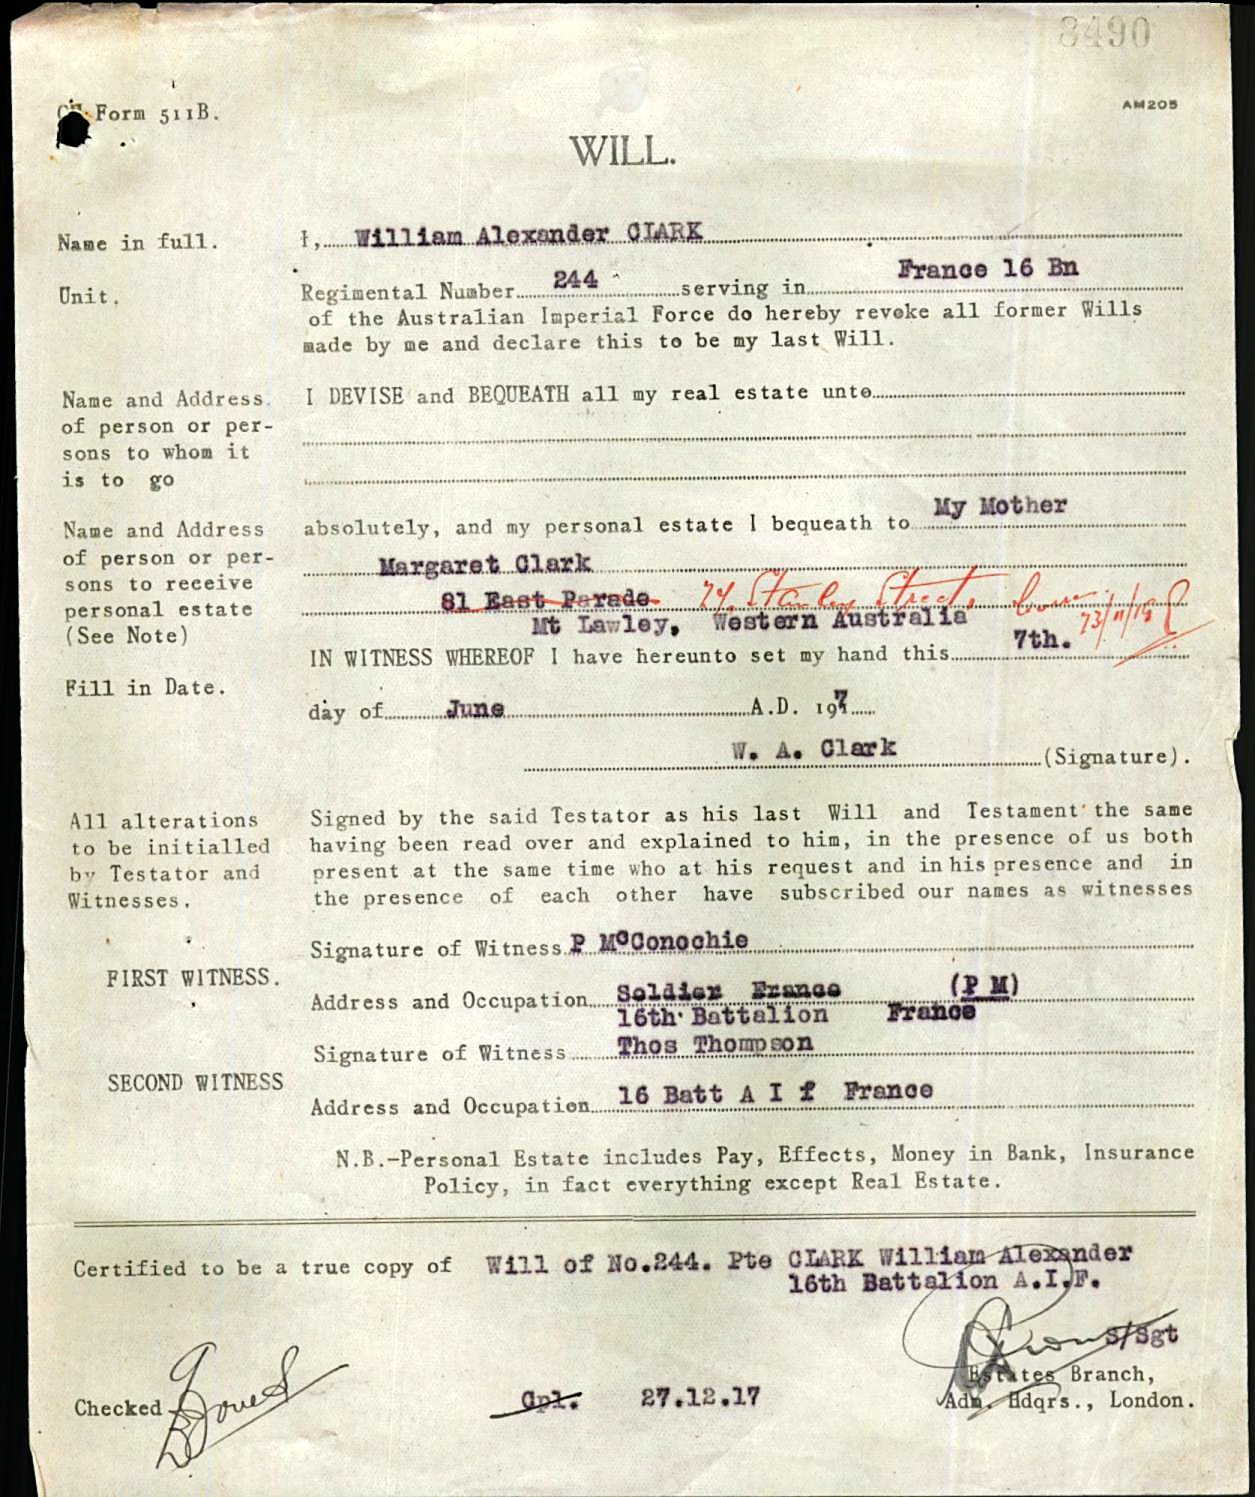 8490
Form 511B.
AM205
WILL.
Name in full. I, William Alexander CLARK
Unit. Regimental Number 244 serving in France 16 Bn
of the Australian Imperial Force do hereby revoke all former Wills
made by me and declare this to be my last Will.
Name and Address of person or per-sons to whom it is to go
I DEVISE and BEQUEATH all my real estate unto
Name and Address of person or per-sons to receive personal estate (See Note)
absolutely, and my personal estate I bequeath to My Mother
Margaret Clark
81 East Parade 74, Stanley Street,
Mt Lawley, Western Australia
IN WITNESS WHEREOF I have hereunto set my hand this 7th.
Fill in Date.
day of June A.D. 1917
W. A. Clark (Signature).
All alterations to be initialled by Testator and Witnesses.
Signed by the said Testator as his last Will and Testament the same
having been read over and explained to him, in the presence of us both
present at the same time who at his request and in his presence and in
the presence of each other have subscribed our names as witnesses
Signature of Witness P McConochie
FIRST WITNESS.
Address and Occupation Soldier France (P M)
16th Battalion France
Signature of Witness Thos Thompson
SECOND WITNESS
Address and Occupation 16 Batt A I f France
N.B.-Personal Estate includes Pay, Effects, Money in Bank, Insurance
Policy, in fact everything except Real Estate.
Certified to be a true copy of Will of No.244. Pte CLARK William Alexander
16th Battalion A.I.F.
S/Sgt
Estates Branch,
Checked Cpl. 27.12.17 Adm. Hdqrs., London.